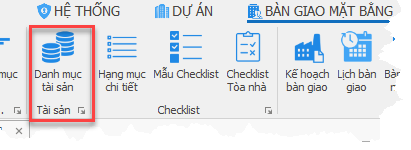 HỆ THỐNG DỰ ÁN BÀN GIAO MẶT BẰNG
mục Danh mục tài sản Hạng mục chi tiết Mẫu Checklist Checklist Tòa nhà Kế hoạch bàn giao Lịch bàn giao
Tài sản Checklist